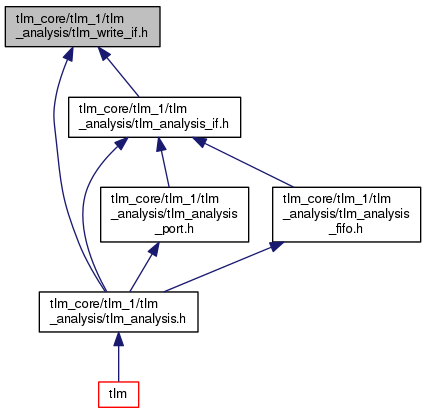 tlm_core/tlm_1/tlm
_analysis/tlm_write_if.h
tlm_core/tlm_1/tlm
_analysis/tlm_analysis_if.h
tlm_core/tlm_1/tlm
_analysis/tlm_analysis
_port.h
tlm_core/tlm_1/tlm
_analysis/tlm_analysis
_fifo.h
tlm_core/tlm_1/tlm
_analysis/tlm_analysis.h
tlm